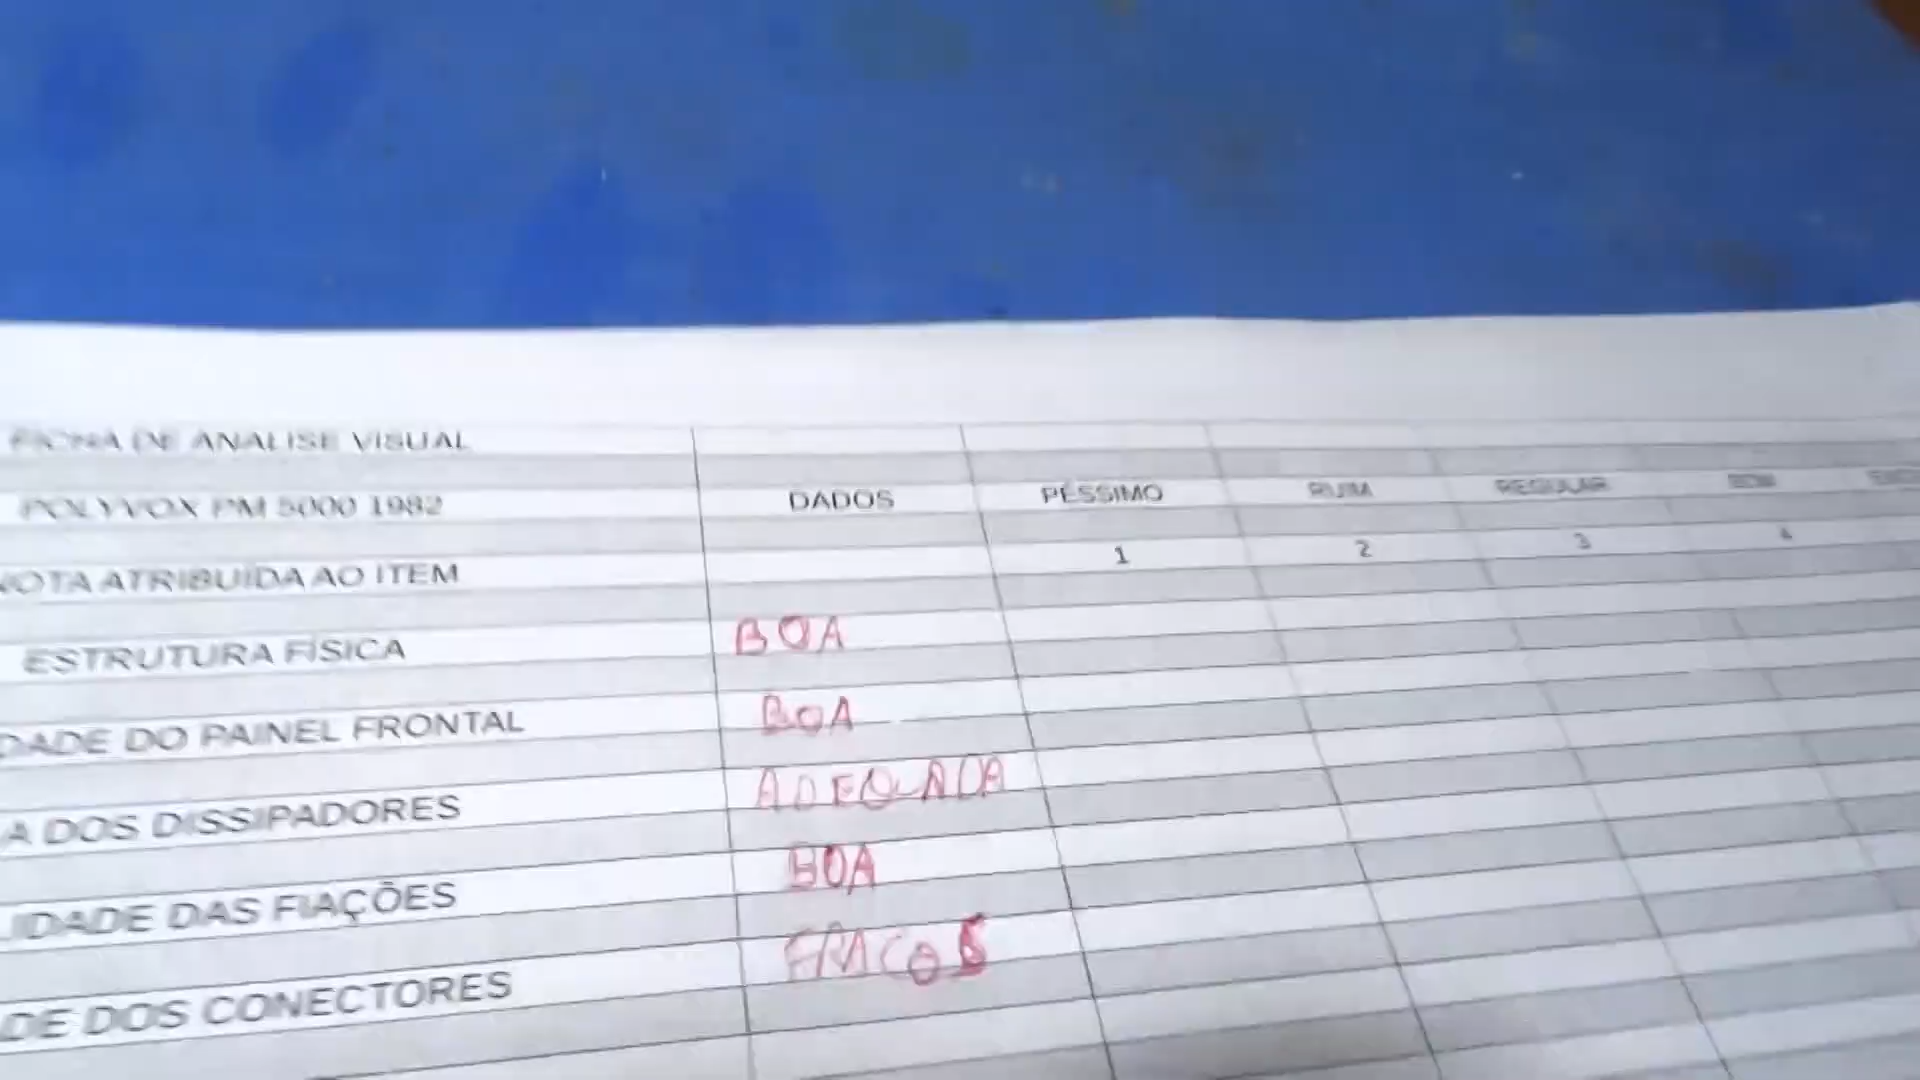 FICHA DE ANALISE VISUAL
POLYVOX PM 5000 1982 DADOS PÉSSIMO RUIM REGULAR BOM
NOTA ATRIBUÍDA AO ITEM 1 2 3 4
ESTRUTURA FÍSICA BOA
DADE DO PAINEL FRONTAL BOA
A DOS DISSIPADORES ADEQUADA
IDADE DAS FIAÇÕES BOA
DE DOS CONECTORES FRACOS